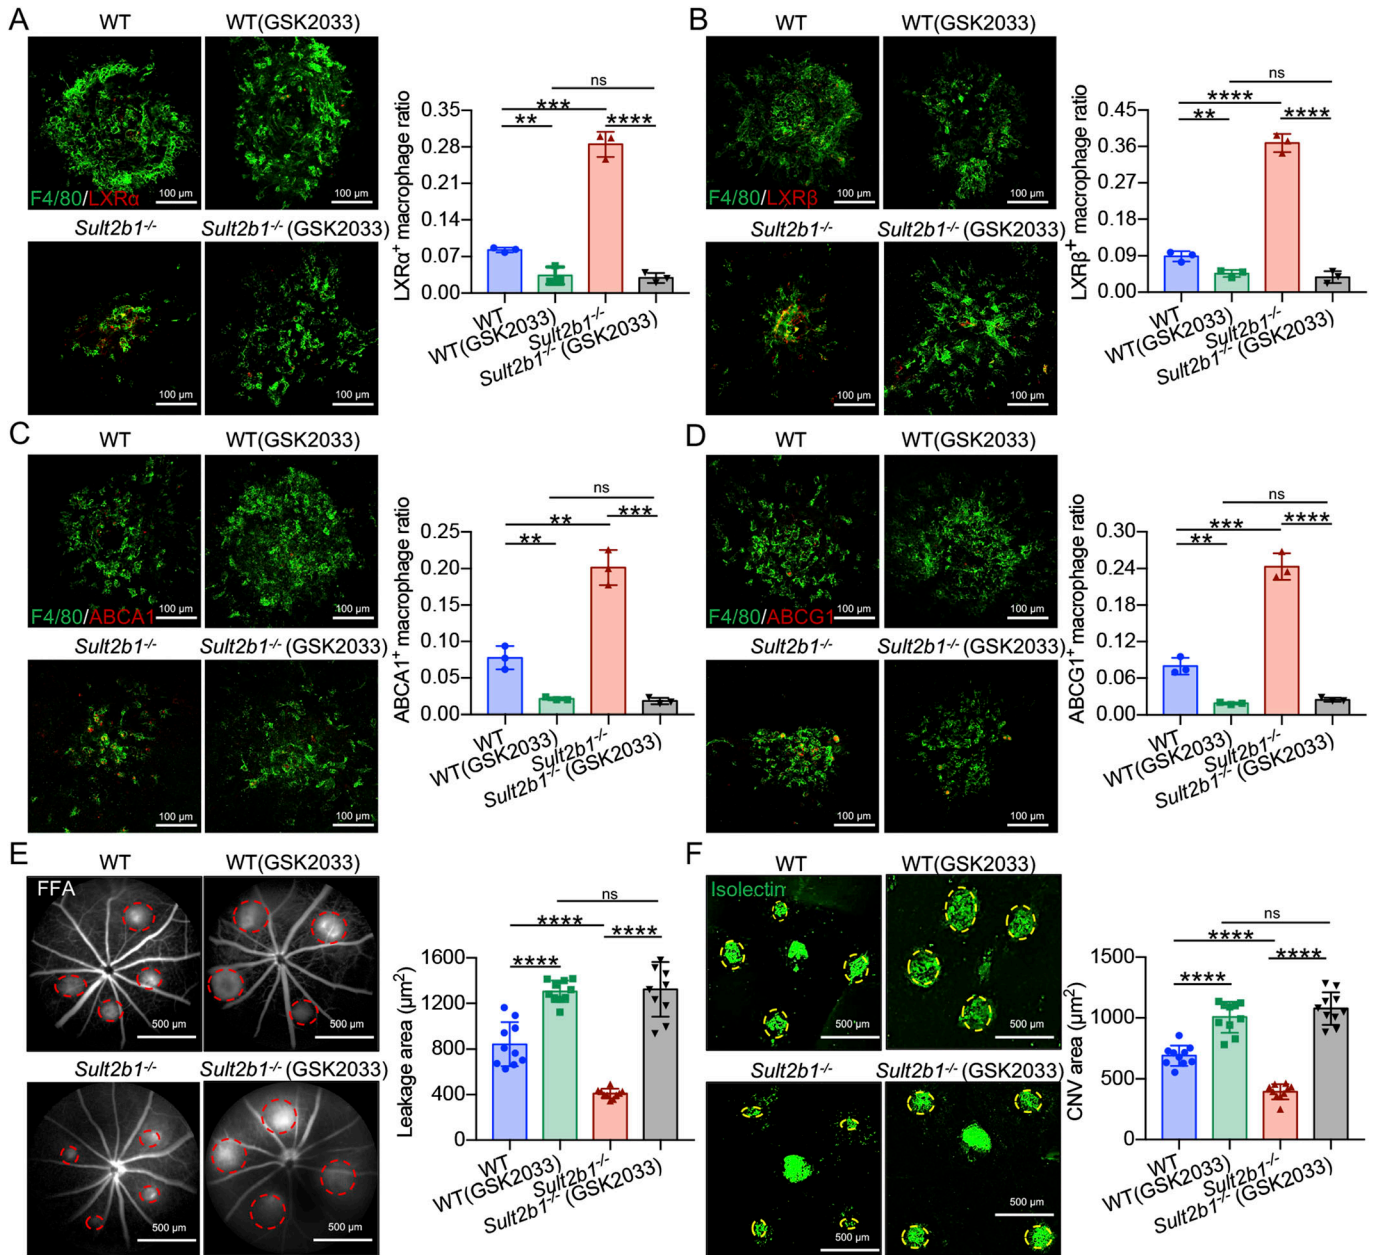 A
WT
WT(GSK2033)
F4/80/LXRα
100 µm
100 µm
Sult2b1-/-
Sult2b1-/- (GSK2033)
100 µm
100 µm
LXRα+ macrophage ratio
0.35
0.28
0.21
0.14
0.07
0.00
ns
***
**
****
WT
WT(GSK2033)
Sult2b1-/-
Sult2b1-/- (GSK2033)
B
WT
WT(GSK2033)
F4/80/LXRβ
100 µm
100 µm
Sult2b1-/-
Sult2b1-/- (GSK2033)
100 µm
100 µm
LXRβ+ macrophage ratio
0.45
0.36
0.27
0.18
0.09
0.00
ns
****
**
****
WT
WT(GSK2033)
Sult2b1-/-
Sult2b1-/- (GSK2033)
C
WT
WT(GSK2033)
F4/80/ABCA1
100 µm
100 µm
Sult2b1-/-
Sult2b1-/- (GSK2033)
100 µm
100 µm
ABCA1+ macrophage ratio
0.25
0.20
0.15
0.10
0.05
0.00
ns
**
***
**
WT
WT(GSK2033)
Sult2b1-/-
Sult2b1-/- (GSK2033)
D
WT
WT(GSK2033)
F4/80/ABCG1
100 µm
100 µm
Sult2b1-/-
Sult2b1-/- (GSK2033)
100 µm
100 µm
ABCG1+ macrophage ratio
0.30
0.24
0.18
0.12
0.06
0.00
ns
***
****
**
WT
WT(GSK2033)
Sult2b1-/-
Sult2b1-/- (GSK2033)
E
WT
WT(GSK2033)
FFA
500 µm
500 µm
Sult2b1-/-
Sult2b1-/- (GSK2033)
500 µm
500 µm
Leakage area (µm2)
1600
1200
800
400
0
ns
****
****
****
WT
WT(GSK2033)
Sult2b1-/-
Sult2b1-/- (GSK2033)
F
WT
WT(GSK2033)
Isolectin
500 µm
500 µm
Sult2b1-/-
Sult2b1-/- (GSK2033)
500 µm
500 µm
CNV area (µm2)
1500
1000
500
0
ns
****
****
****
WT
WT(GSK2033)
Sult2b1-/-
Sult2b1-/- (GSK2033)